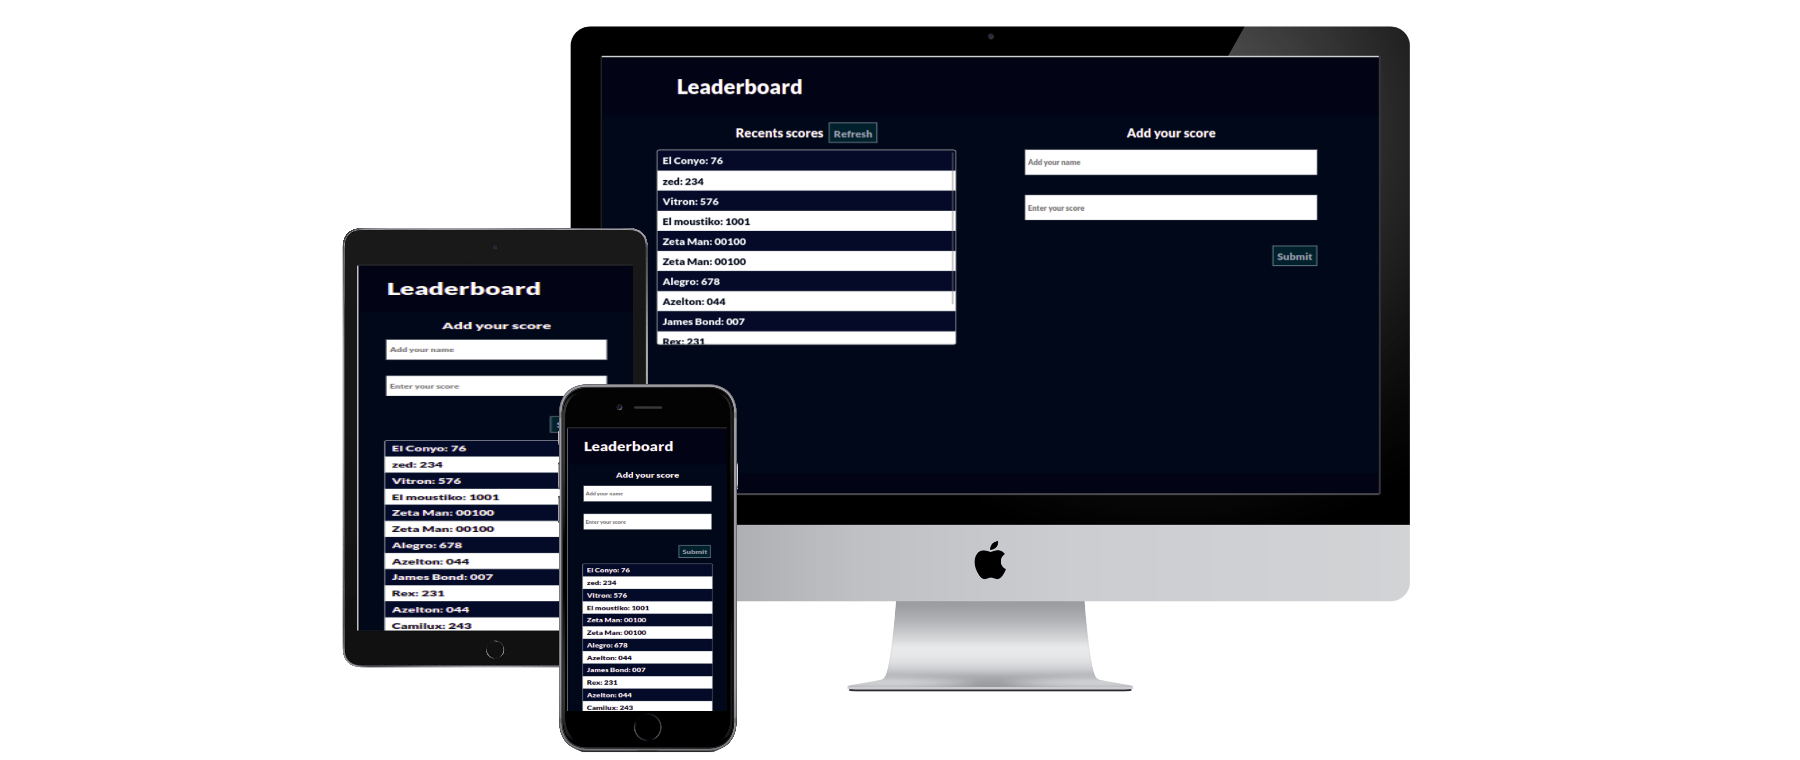 Leaderboard
Recents scores Refresh
El Conyo: 76
zed: 234
Vitron: 576
El moustiko: 1001
Zeta Man: 00100
Zeta Man: 00100
Alegro: 678
Azelton: 044
James Bond: 007
Rex: 231
Add your score
Add your name
Enter your score
Submit
Leaderboard
Add your score
Add your name
Enter your score
El Conyo: 76
zed: 234
Vitron: 576
El moustiko: 1001
Zeta Man: 00100
Zeta Man: 00100
Alegro: 678
Azelton: 044
James Bond: 007
Rex: 231
Azelton: 044
Camilux: 243
Leaderboard
Add your score
Add your name
Enter your score
Submit
El Conyo: 76
zed: 234
Vitron: 576
El moustiko: 1001
Zeta Man: 00100
Zeta Man: 00100
Alegro: 678
Azelton: 044
James Bond: 007
Rex: 231
Azelton: 044
Camilux: 243